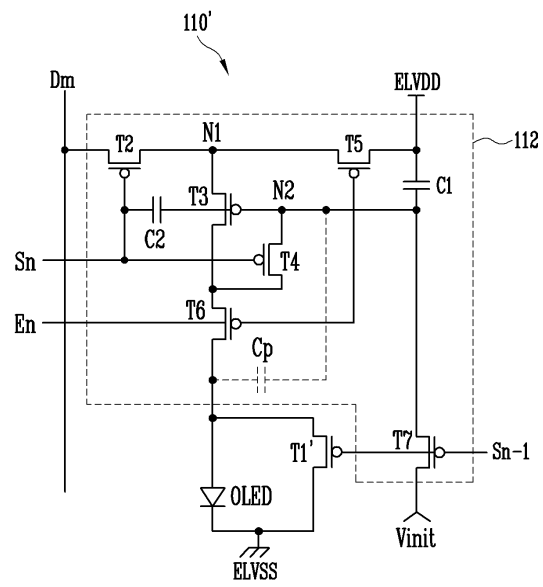 110'
Dm
ELVDD
T2
N1
T5
112
C1
T3
N2
C2
Sn
T4
T6
En
Cp
T1'
T7
Sn-1
OLED
Vinit
ELVSS